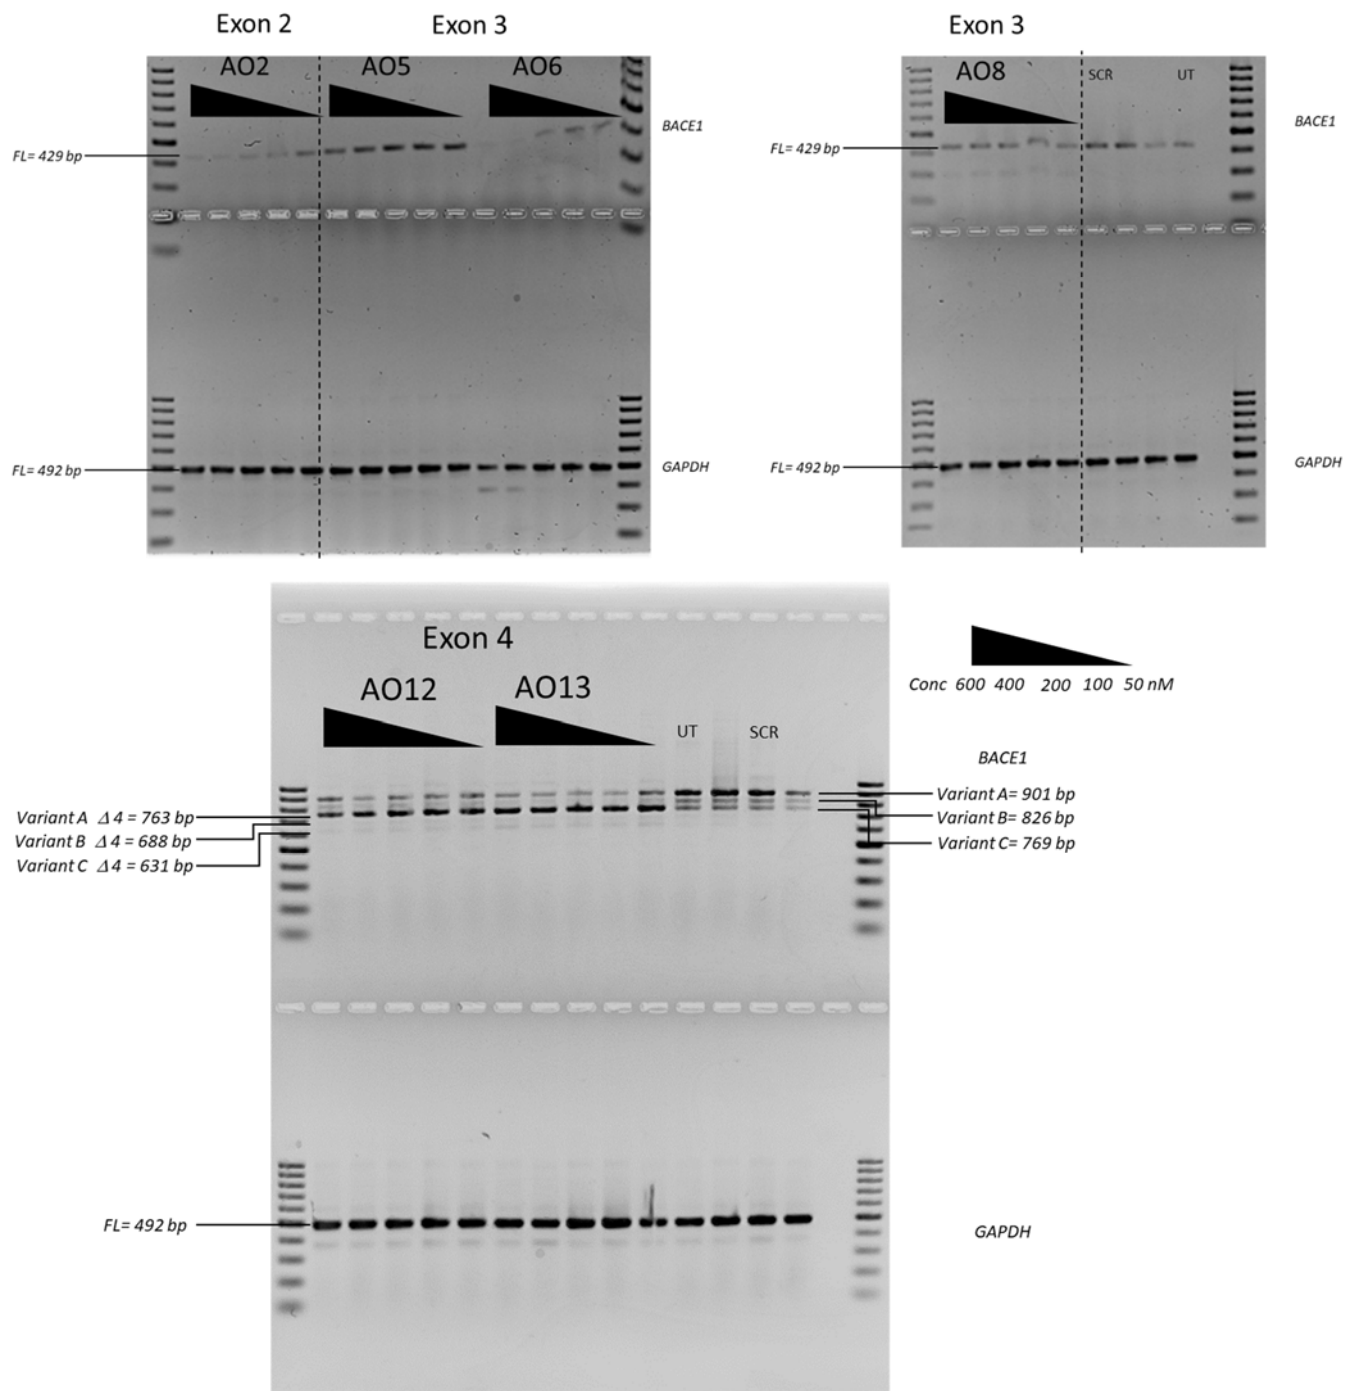 Exon 2
Exon 3
AO2
AO5
AO6
BACE1
FL= 429 bp
FL= 492 bp
GAPDH
Exon 3
AO8
SCR
UT
BACE1
FL= 429 bp
FL= 492 bp
GAPDH
Exon 4
AO12
AO13
UT
SCR
Conc 600 400 200 100 50 nM
BACE1
Variant A Δ4 = 763 bp
Variant B Δ4 = 688 bp
Variant C Δ4 = 631 bp
Variant A= 901 bp
Variant B= 826 bp
Variant C= 769 bp
FL= 492 bp
GAPDH